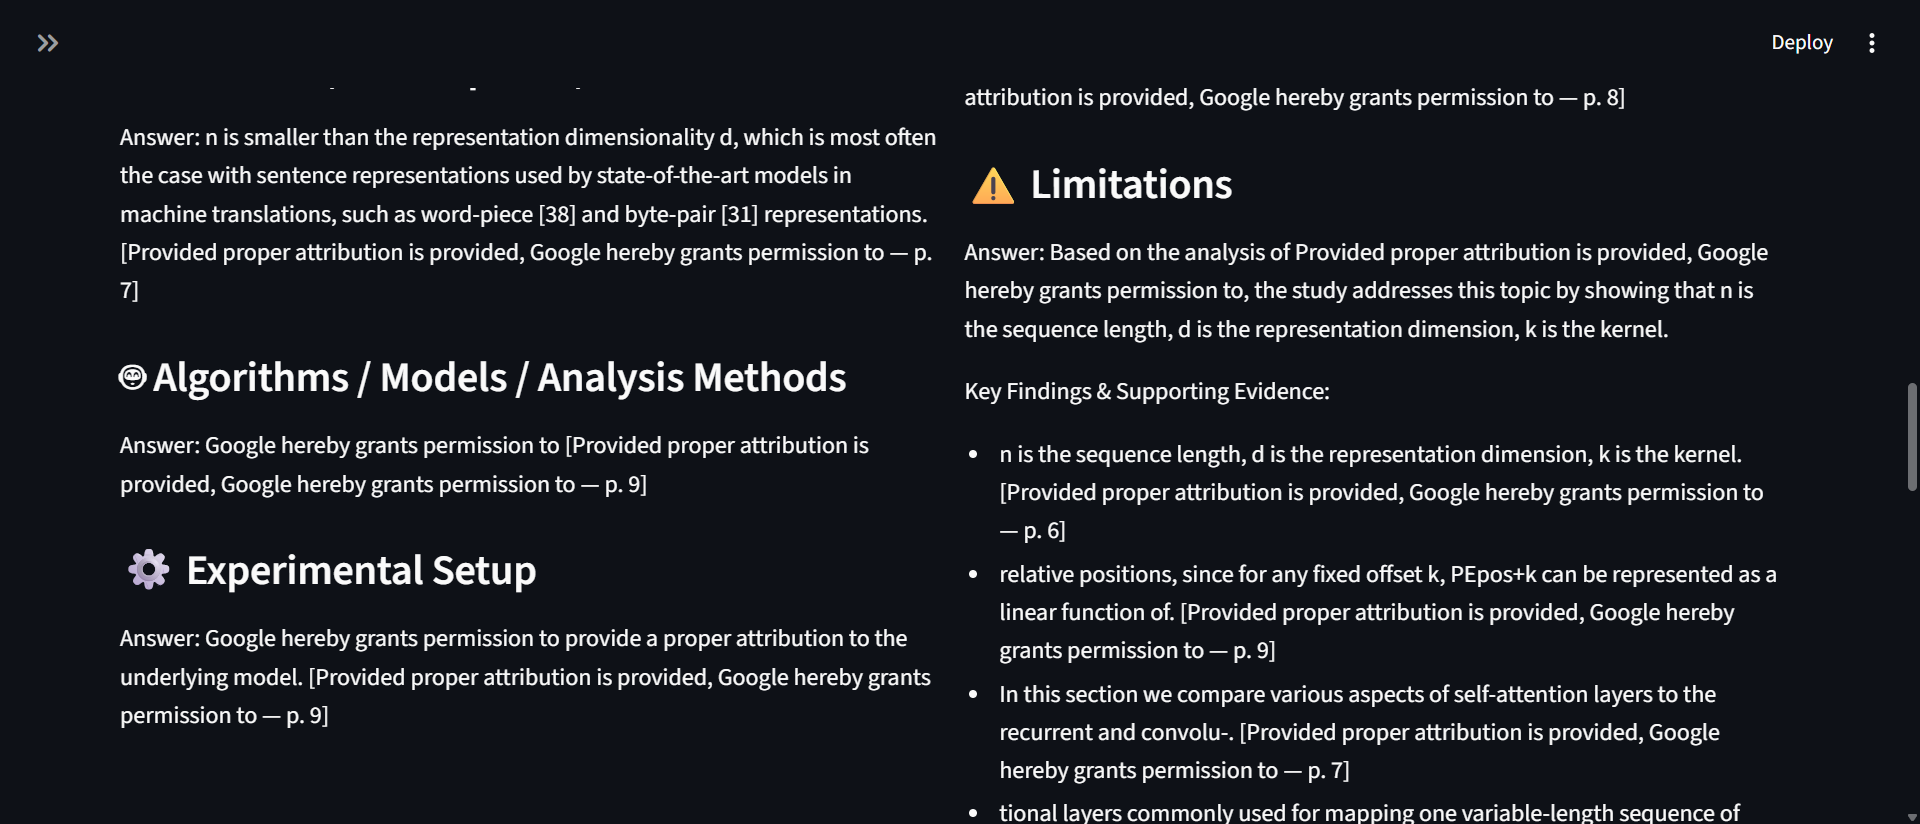 Deploy
Answer: n is smaller than the representation dimensionality d, which is most often
the case with sentence representations used by state-of-the-art models in
machine translations, such as word-piece [38] and byte-pair [31] representations.
[Provided proper attribution is provided, Google hereby grants permission to — p.
7]
Algorithms / Models / Analysis Methods
Answer: Google hereby grants permission to [Provided proper attribution is
provided, Google hereby grants permission to — p. 9]
Experimental Setup
Answer: Google hereby grants permission to provide a proper attribution to the
underlying model. [Provided proper attribution is provided, Google hereby grants
permission to — p. 9]
attribution is provided, Google hereby grants permission to — p. 8]
Limitations
Answer: Based on the analysis of Provided proper attribution is provided, Google
hereby grants permission to, the study addresses this topic by showing that n is
the sequence length, d is the representation dimension, k is the kernel.
Key Findings & Supporting Evidence:
• n is the sequence length, d is the representation dimension, k is the kernel.
[Provided proper attribution is provided, Google hereby grants permission to
— p. 6]
• relative positions, since for any fixed offset k, PEpos+k can be represented as a
linear function of. [Provided proper attribution is provided, Google hereby
grants permission to — p. 9]
• In this section we compare various aspects of self-attention layers to the
recurrent and convolu-. [Provided proper attribution is provided, Google
hereby grants permission to — p. 7]
• tional layers commonly used for mapping one variable-length sequence of